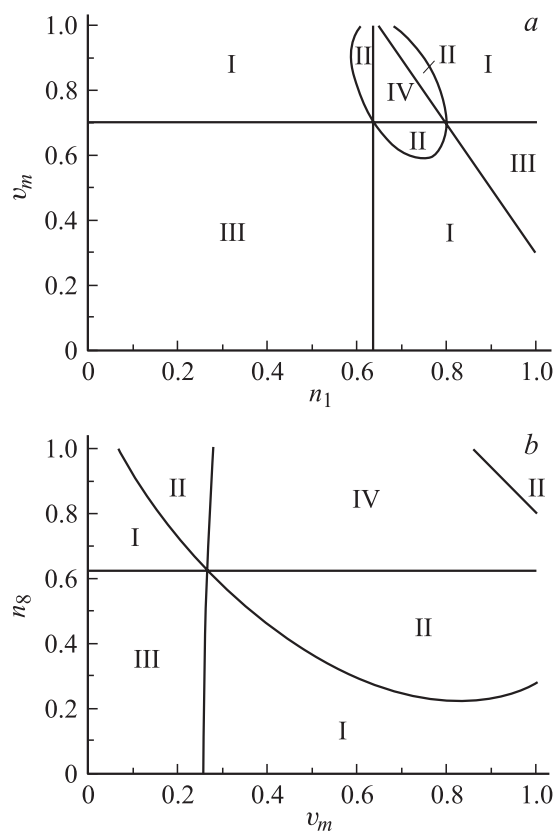 1.0 a
I II II I
0.8 IV
v_m 0.6 II III
0.4
III I
0.2
0
0 0.2 0.4 0.6 0.8 1.0
n_1
1.0 b
II IV II
0.8
I
n_8 0.6
II
0.4
III
0.2 I
0
0 0.2 0.4 0.6 0.8 1.0
v_m